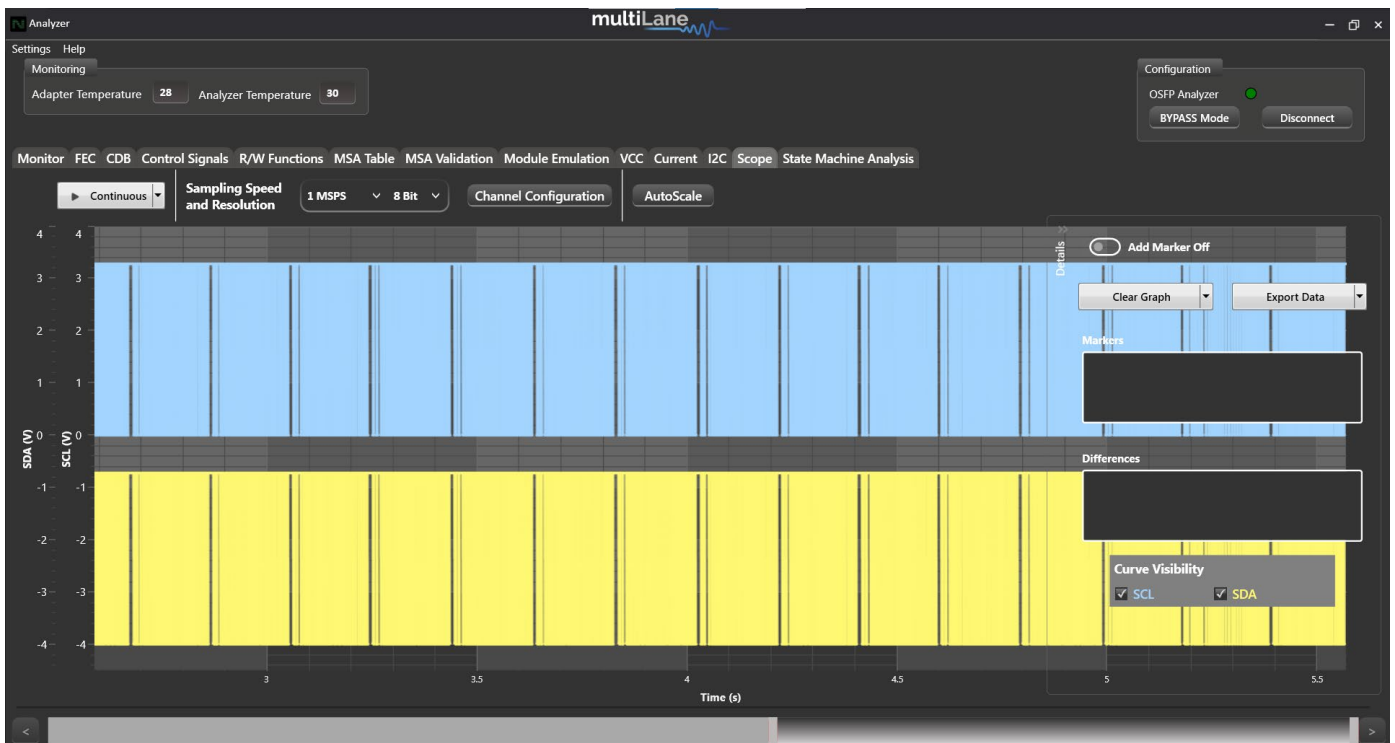 Analyzer
multiLane
Settings Help
Monitoring
Adapter Temperature 28 Analyzer Temperature 30
Configuration
OSFP Analyzer
BYPASS Mode Disconnect
Monitor FEC CDB Control Signals R/W Functions MSA Table MSA Validation Module Emulation VCC Current I2C Scope State Machine Analysis
Continuous
Sampling Speed
and Resolution
1 MSPS 8 Bit
Channel Configuration
AutoScale
4 4
3 3
2 2
1 1
0 0
-1 -1
-2 -2
-3 -3
-4 -4
SDA (V)
SCL (V)
3 3.5 4 4.5 5 5.5
Time (s)
>>
Details
Add Marker Off
Clear Graph Export Data
Markers
Differences
Curve Visibility
SCL SDA
< >